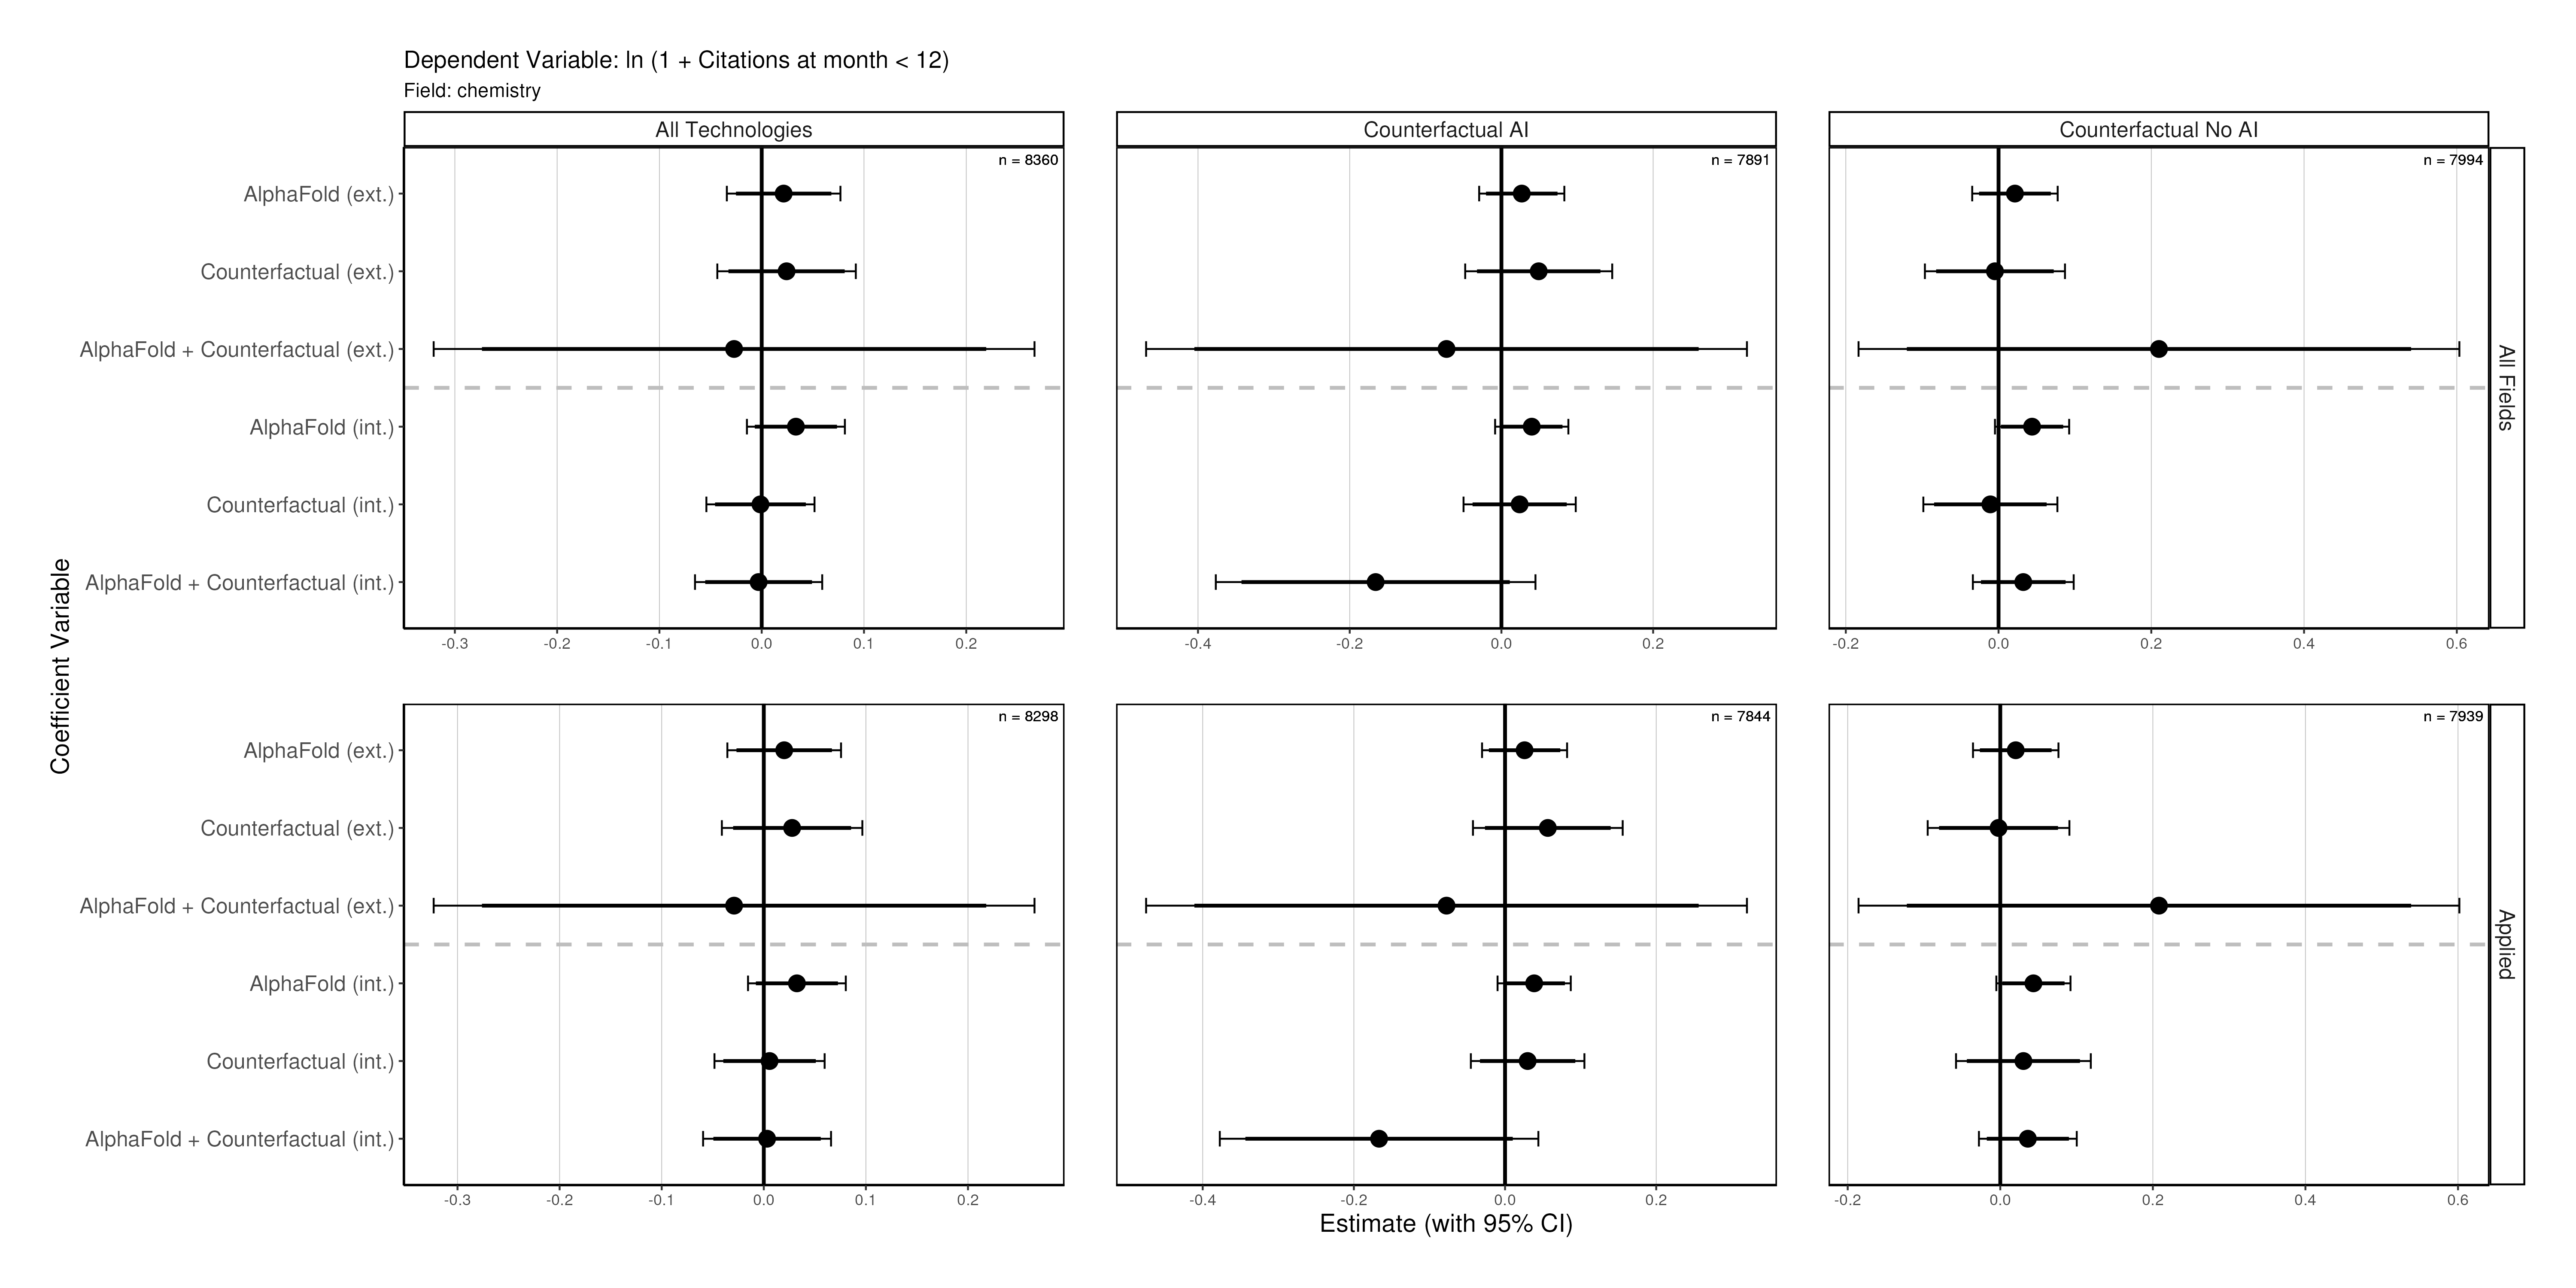 Dependent Variable: ln (1 + Citations at month < 12)
Field: chemistry
All Technologies
Counterfactual AI
Counterfactual No AI
n = 8360
n = 7891
n = 7994
AlphaFold (ext.)
Counterfactual (ext.)
AlphaFold + Counterfactual (ext.)
AlphaFold (int.)
Counterfactual (int.)
AlphaFold + Counterfactual (int.)
All Fields
-0.3 -0.2 -0.1 0.0 0.1 0.2
-0.4 -0.2 0.0 0.2
-0.2 0.0 0.2 0.4 0.6
Coefficient Variable
n = 8298
n = 7844
n = 7939
AlphaFold (ext.)
Counterfactual (ext.)
AlphaFold + Counterfactual (ext.)
AlphaFold (int.)
Counterfactual (int.)
AlphaFold + Counterfactual (int.)
Applied
-0.3 -0.2 -0.1 0.0 0.1 0.2
-0.4 -0.2 0.0 0.2
-0.2 0.0 0.2 0.4 0.6
Estimate (with 95% CI)